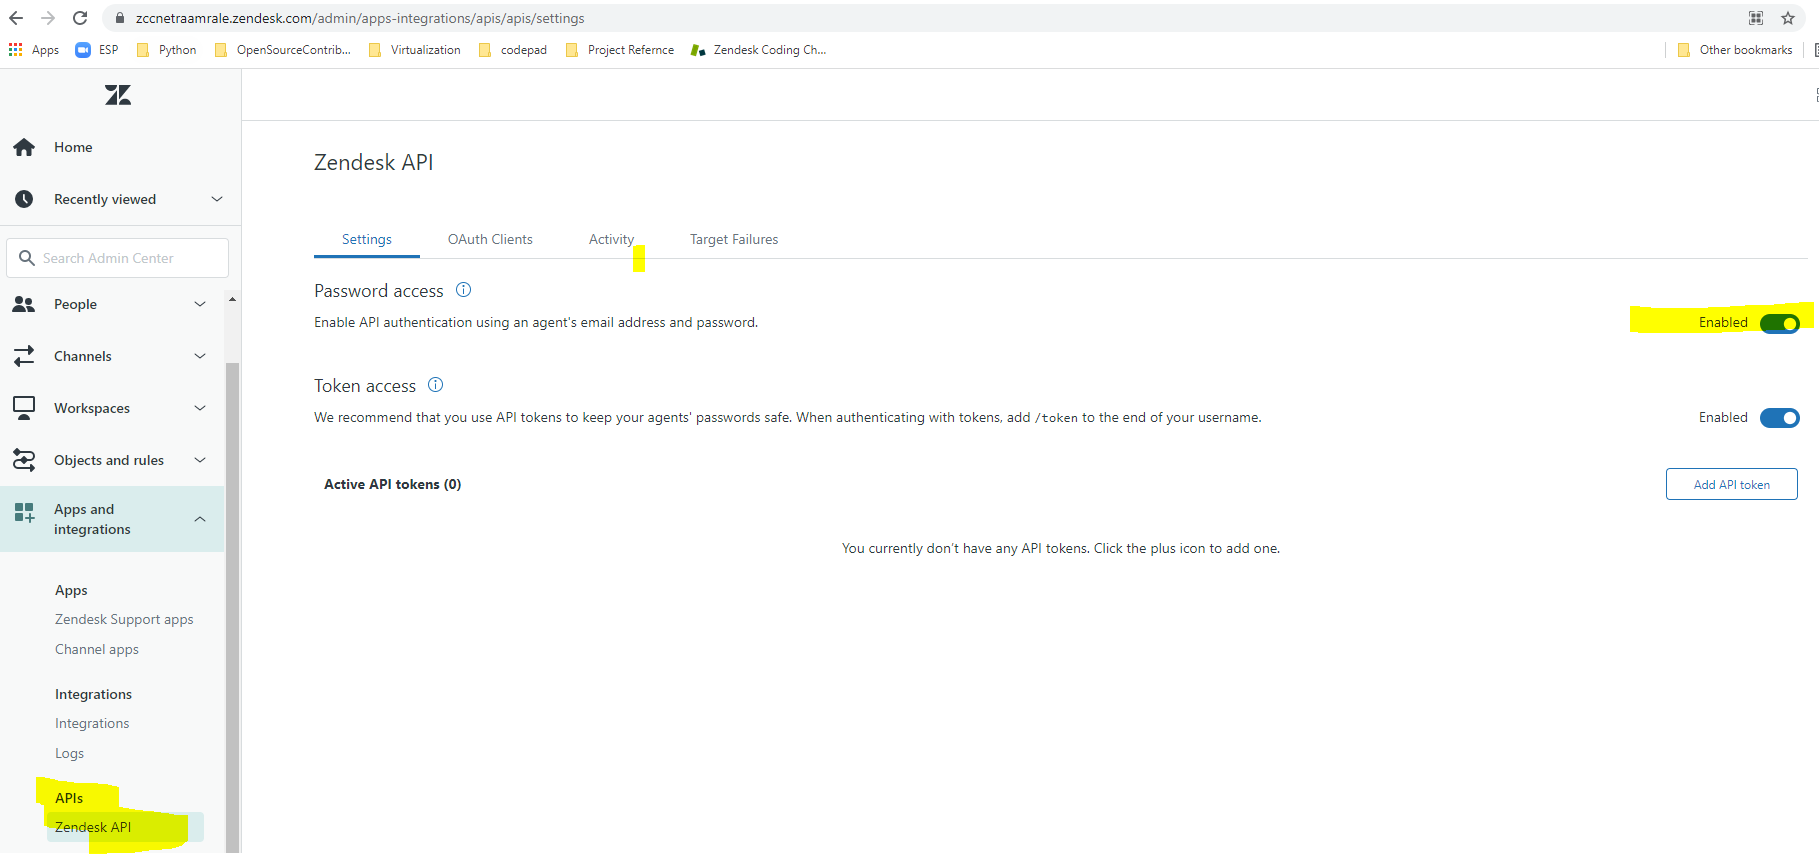 zccnetraamrale.zendesk.com/admin/apps-integrations/apis/apis/settings
Apps ESP Python OpenSourceContrib... Virtualization codepad Project Refernce Zendesk Coding Ch... Other bookmarks
Home
Recently viewed
Search Admin Center
People
Channels
Workspaces
Objects and rules
Apps and
integrations
Apps
Zendesk Support apps
Channel apps
Integrations
Integrations
Logs
APIs
Zendesk API
Zendesk API
Settings OAuth Clients Activity Target Failures
Password access
Enable API authentication using an agent's email address and password.
Enabled
Token access
We recommend that you use API tokens to keep your agents' passwords safe. When authenticating with tokens, add /token to the end of your username.
Enabled
Active API tokens (0)
Add API token
You currently don't have any API tokens. Click the plus icon to add one.